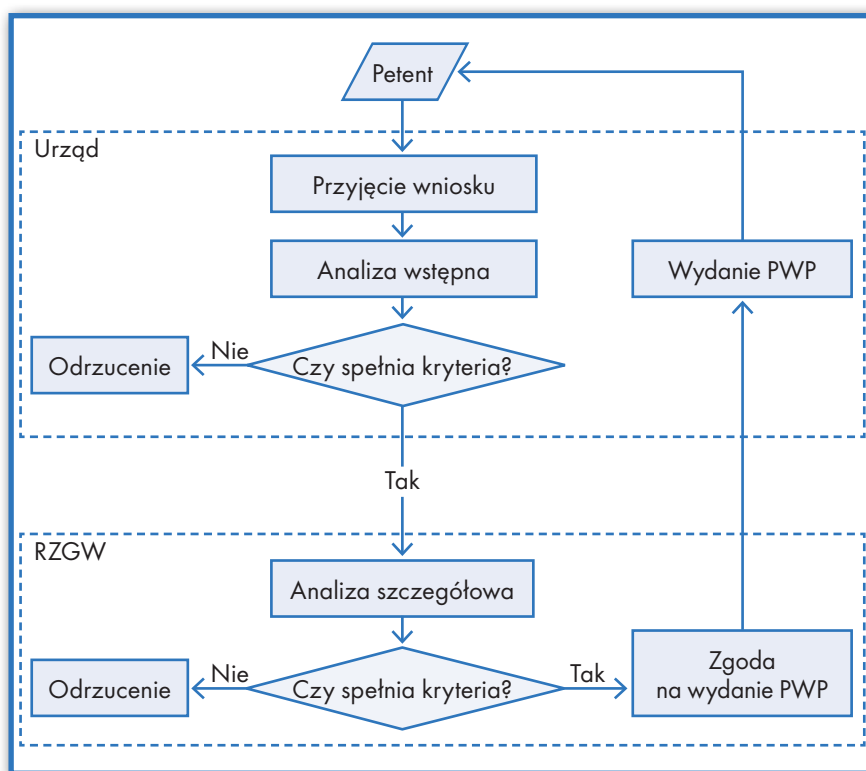 Petent
Urząd
Przyjęcie wniosku
Analiza wstępna
Wydanie PWP
Odrzucenie
Nie
Czy spełnia kryteria?
Tak
RZGW
Analiza szczegółowa
Odrzucenie
Nie
Czy spełnia kryteria?
Tak
Zgoda
na wydanie PWP